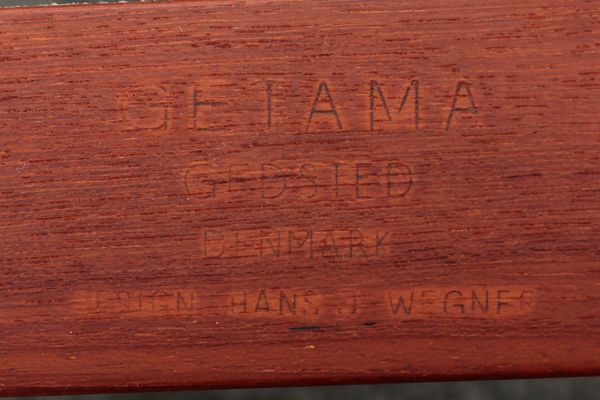 GETAMA
GEDSTED
DENMARK
DESIGN HANS J WEGNER